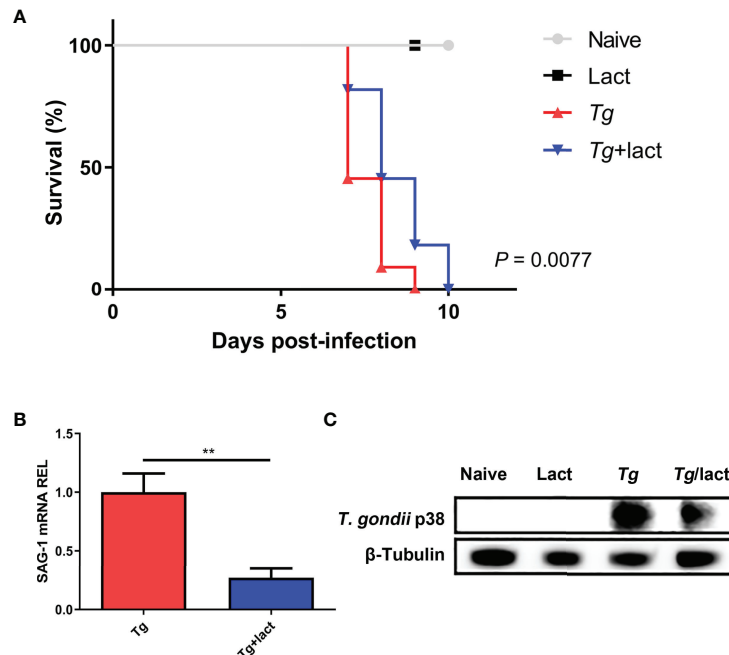 A
Survival (%)
100
50
0
0
5
10
Days post-infection
P = 0.0077
Naive
Lact
Tg
Tg+lact
B
SAG-1 mRNA REL
1.5
1.0
0.5
0.0
**
Tg
Tg+lact
C
Naive Lact Tg Tg/lact
T. gondii p38
β-Tubulin